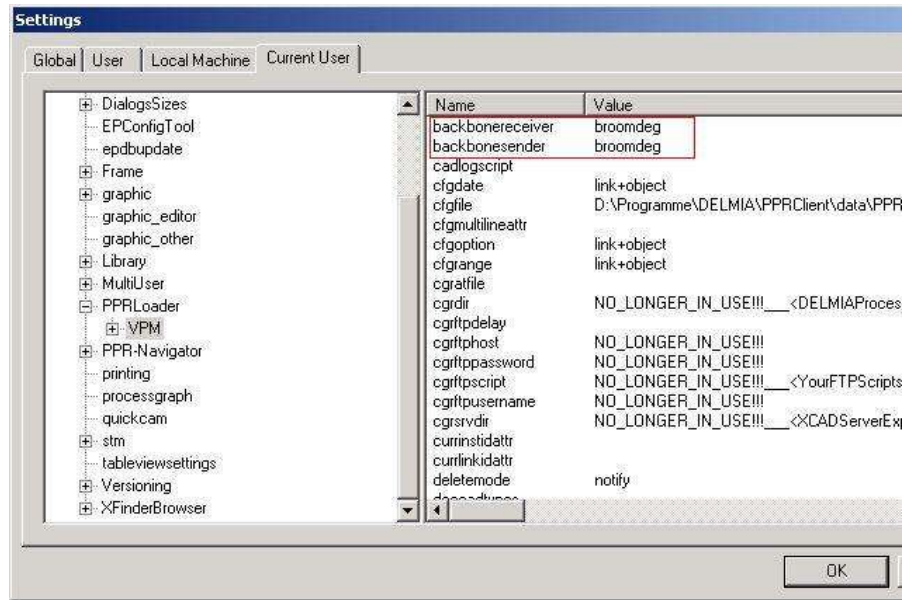 Settings
Global User Local Machine Current User
DialogsSizes
EPConfigTool
epdbupdate
Frame
graphic
graphic_editor
graphic_other
Library
MultiUser
PPRLoader
VPM
PPR-Navigator
printing
processgraph
quickcam
stm
tableviewsettings
Versioning
XFinderBrowser
Name Value
backbonereceiver broomdeg
backbonesender broomdeg
cadlogscript
cfgdate link+object
cfgfile D:\Programme\DELMIA\PPRClient\data\PPR
cfgmultilineattr
cfgoption link+object
cfgrange link+object
cgratfile
cgrdir NO_LONGER_IN_USE!!!___<DELMIAProces
cgrftpdelay
cgrftphost NO_LONGER_IN_USE!!!
cgrftppassword NO_LONGER_IN_USE!!!
cgrftpscript NO_LONGER_IN_USE!!!___<YourFTPScripts
cgrftpusername NO_LONGER_IN_USE!!!
cgrsrvdir NO_LONGER_IN_USE!!!___<XCADServerExp
currinstidattr
currlinkidattr
deletemode notify
OK